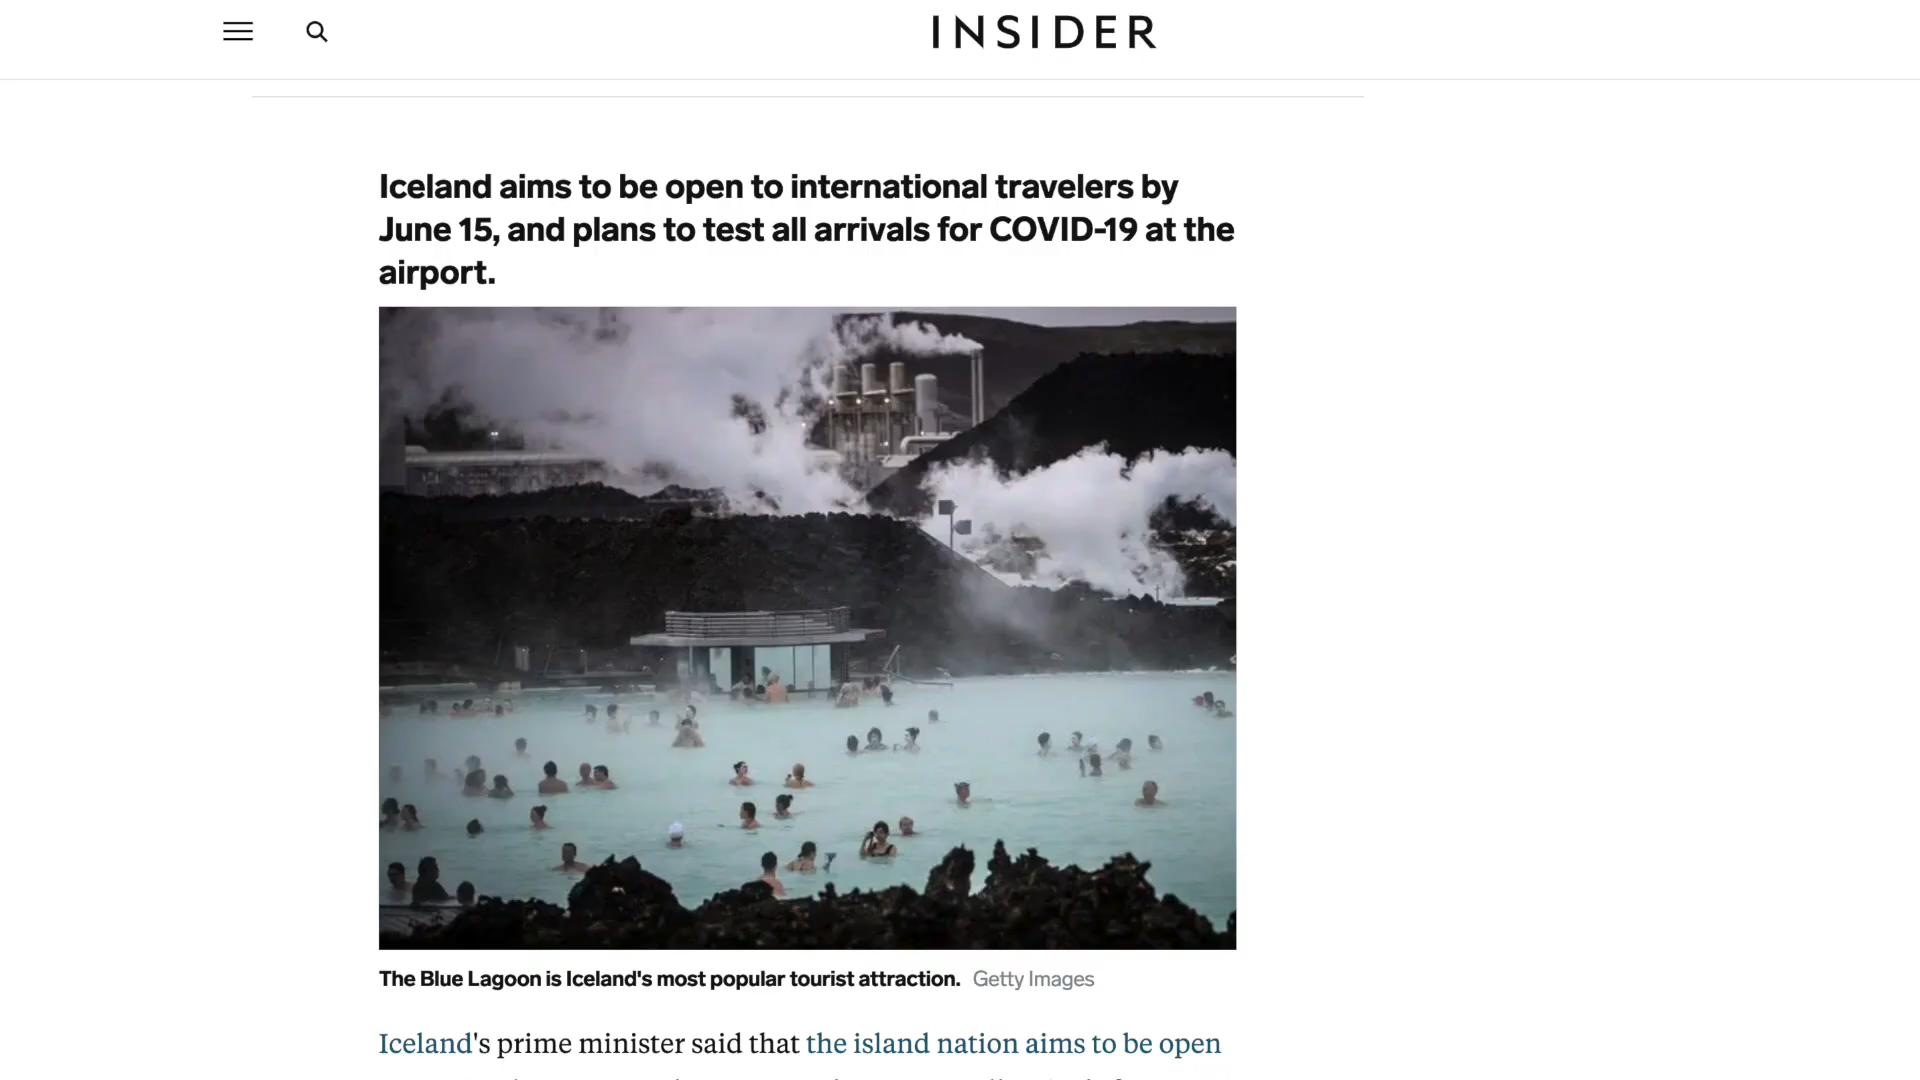 INSIDER
Iceland aims to be open to international travelers by
June 15, and plans to test all arrivals for COVID-19 at the
airport.
The Blue Lagoon is Iceland's most popular tourist attraction. Getty Images
Iceland's prime minister said that the island nation aims to be open